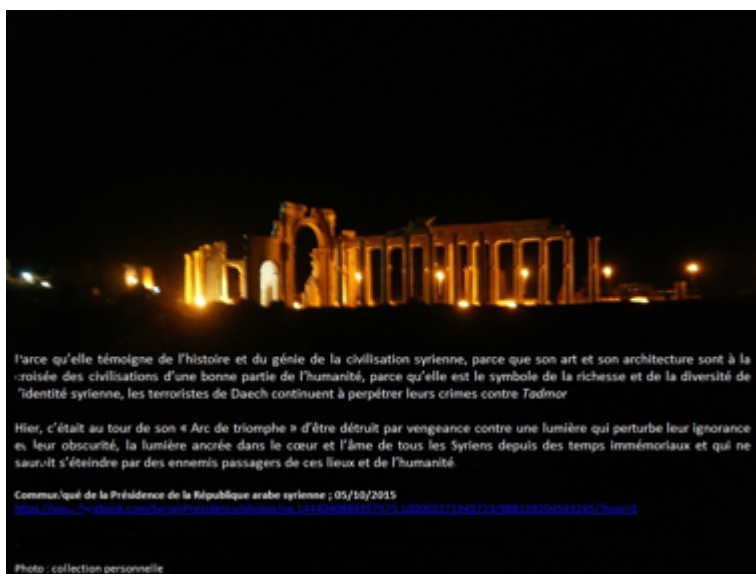 Parce qu'elle témoigne de l'histoire et du génie de la civilisation syrienne, parce que son art et son architecture sont à la
croisée des civilisations d'une bonne partie de l'humanité, parce qu'elle est le symbole de la richesse et de la diversité de
l'identité syrienne, les terroristes de Daech continuent à perpétrer leurs crimes contre Tadmor
Hier, c'était au tour de son « Arc de triomphe » d'être détruit par vengeance contre une lumière qui perturbe leur ignorance
et leur obscurité, la lumière ancrée dans le cœur et l'âme de tous les Syriens depuis des temps immémoriaux et qui ne
saurait s'éteindre par des ennemis passagers de ces lieux et de l'humanité
Communiqué de la Présidence de la République arabe syrienne ; 05/10/2015
Photo : collection personnelle